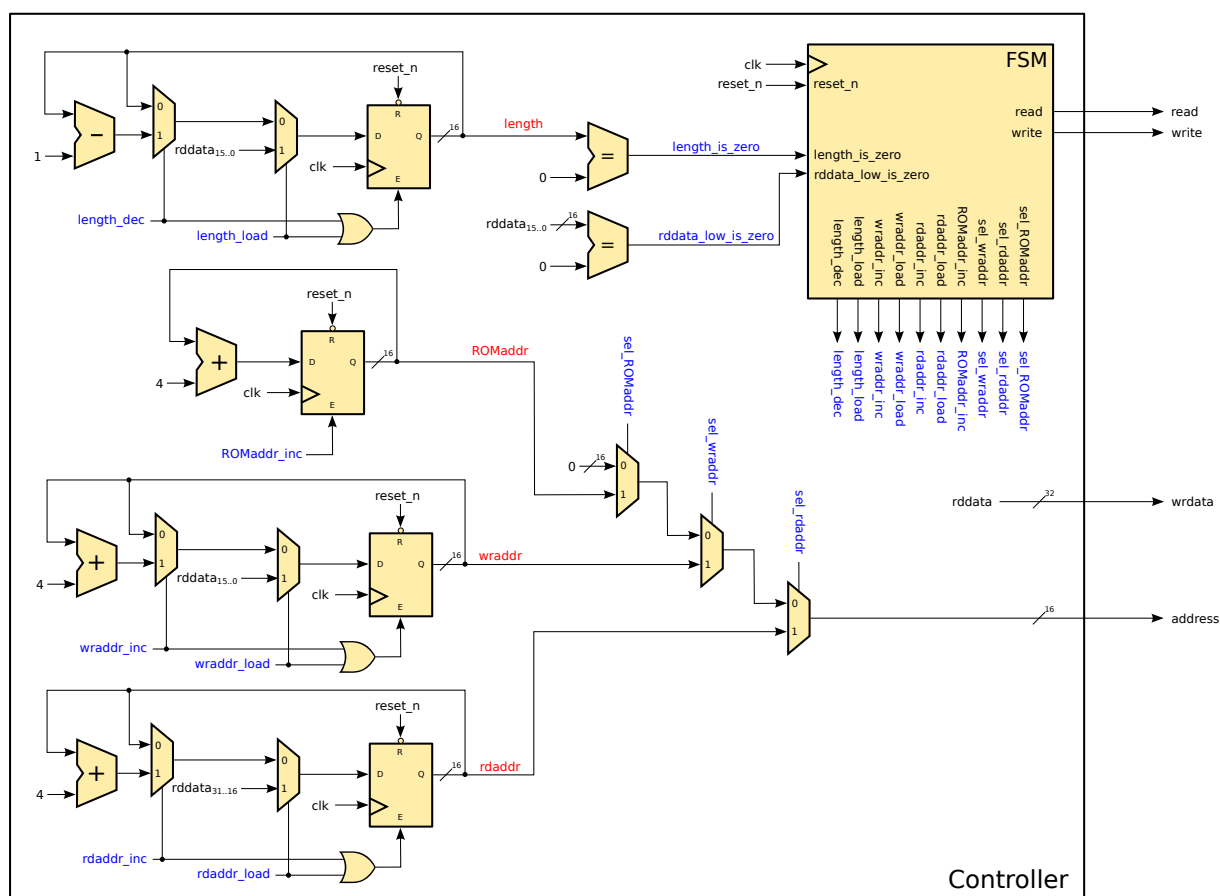 reset_n
FSM
clk
reset_n
reset_n
0
R
read
read
length
0
16
write
write
−
1
D
Q
1
rddata15..0
1
clk
length_is_zero
length_is_zero
=
0
rddata_low_is_zero
E
length_dec
length_load
rddata15..0
16
rddata_low_is_zero
=
0
length_dec
length_load
wraddr_inc
wraddr_load
rdaddr_inc
rdaddr_load
ROMaddr_inc
sel_wraddr
sel_rdaddr
sel_ROMaddr
length_dec
length_load
wraddr_inc
wraddr_load
rdaddr_inc
rdaddr_load
ROMaddr_inc
sel_wraddr
sel_rdaddr
sel_ROMaddr
reset_n
R
ROMaddr
+
D
Q
16
4
clk
E
ROMaddr_inc
sel_ROMaddr
0
16
0
1
sel_wraddr
0
1
sel_rdaddr
0
1
rddata
32
wrdata
16
address
reset_n
R
0
0
wraddr
+
1
D
Q
16
4
rddata15..0
1
clk
E
wraddr_inc
wraddr_load
reset_n
R
0
0
rdaddr
+
1
D
Q
16
4
rddata31..16
1
clk
E
rdaddr_inc
rdaddr_load
Controller